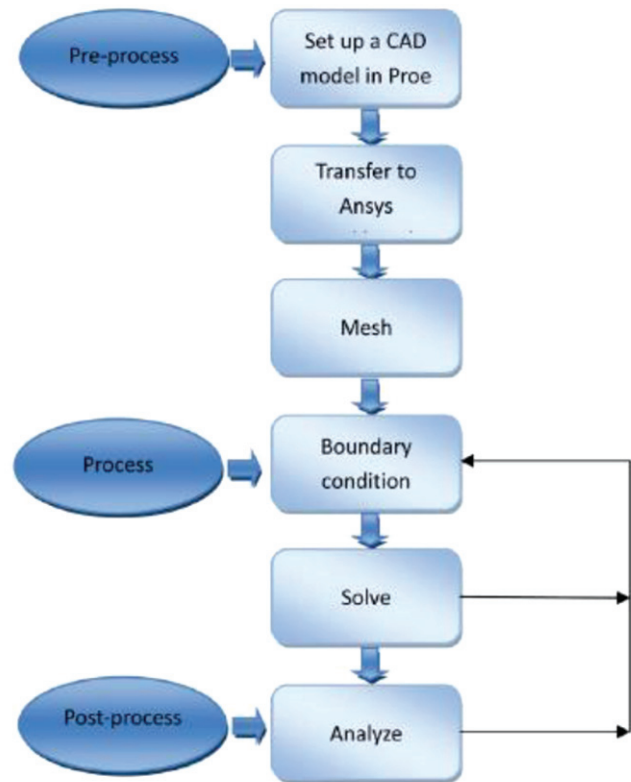 Pre-process
Set up a CAD
model in Proe
Transfer to
Ansys
Mesh
Process
Boundary
condition
Solve
Post-process
Analyze